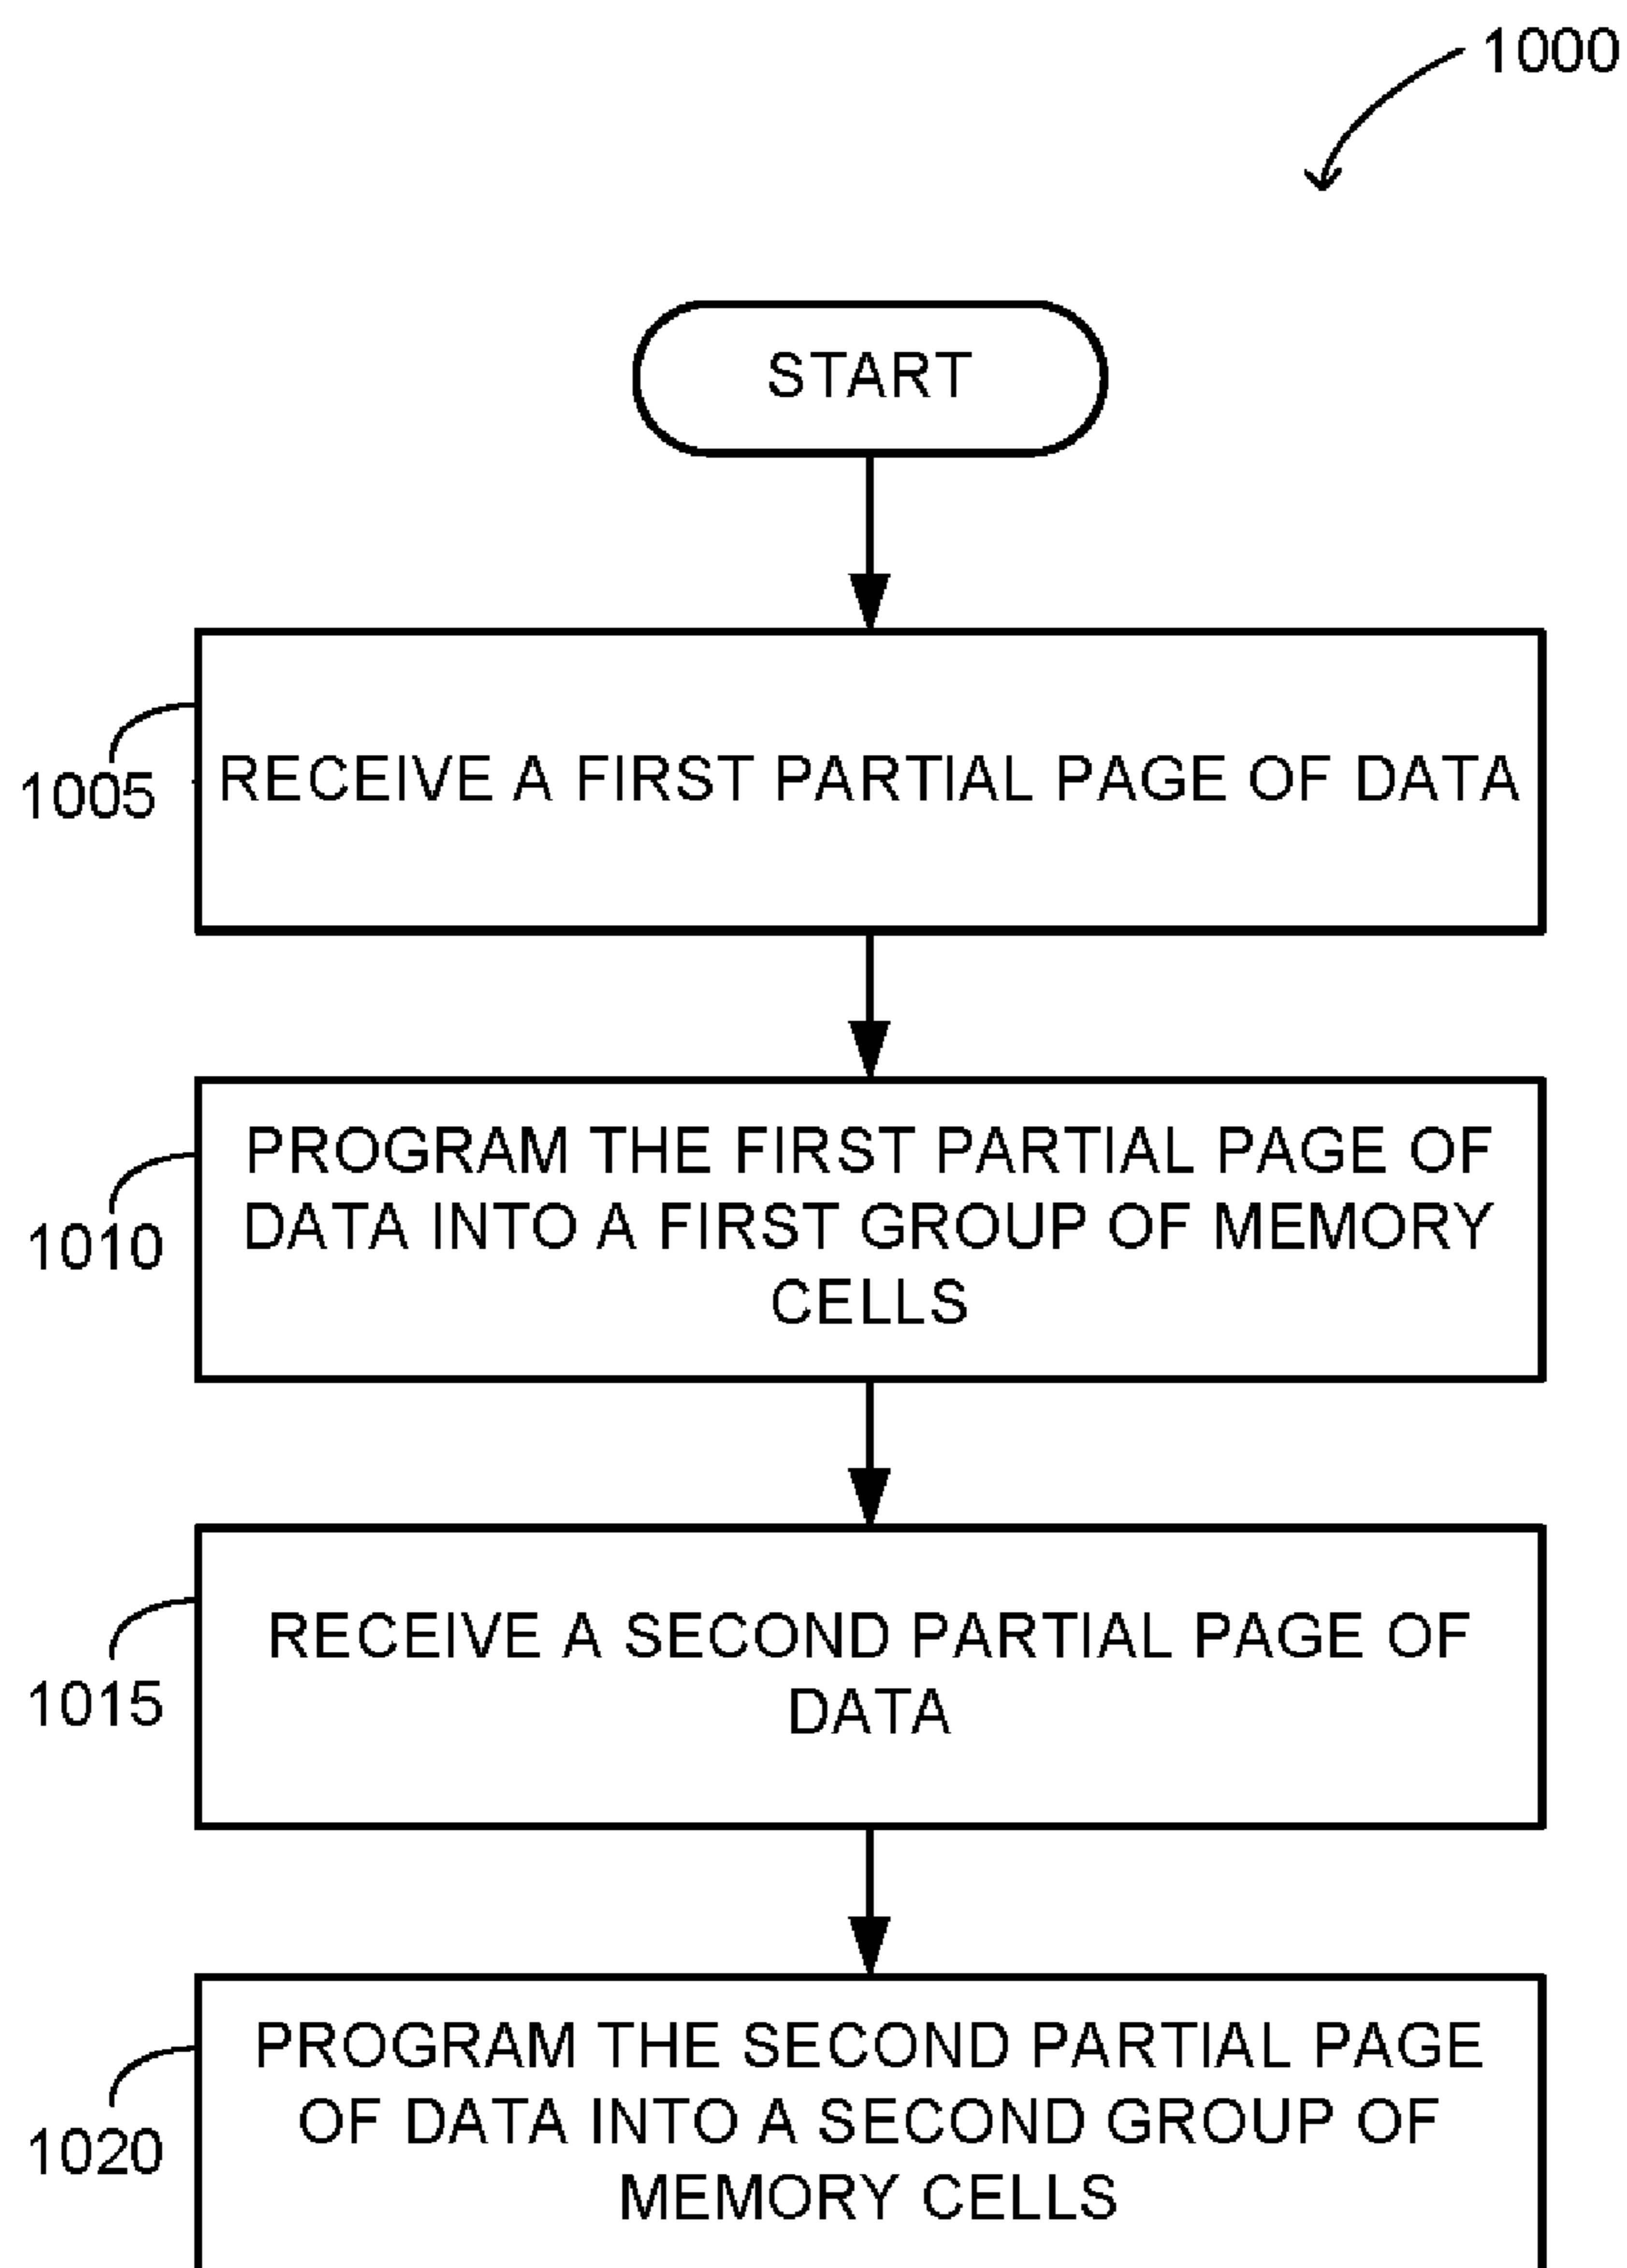 1000
START
RECEIVE A FIRST PARTIAL PAGE OF DATA
1005
PROGRAM THE FIRST PARTIAL PAGE OF
DATA INTO A FIRST GROUP OF MEMORY
CELLS
1010
RECEIVE A SECOND PARTIAL PAGE OF
DATA
1015
PROGRAM THE SECOND PARTIAL PAGE
OF DATA INTO A SECOND GROUP OF
MEMORY CELLS
1020